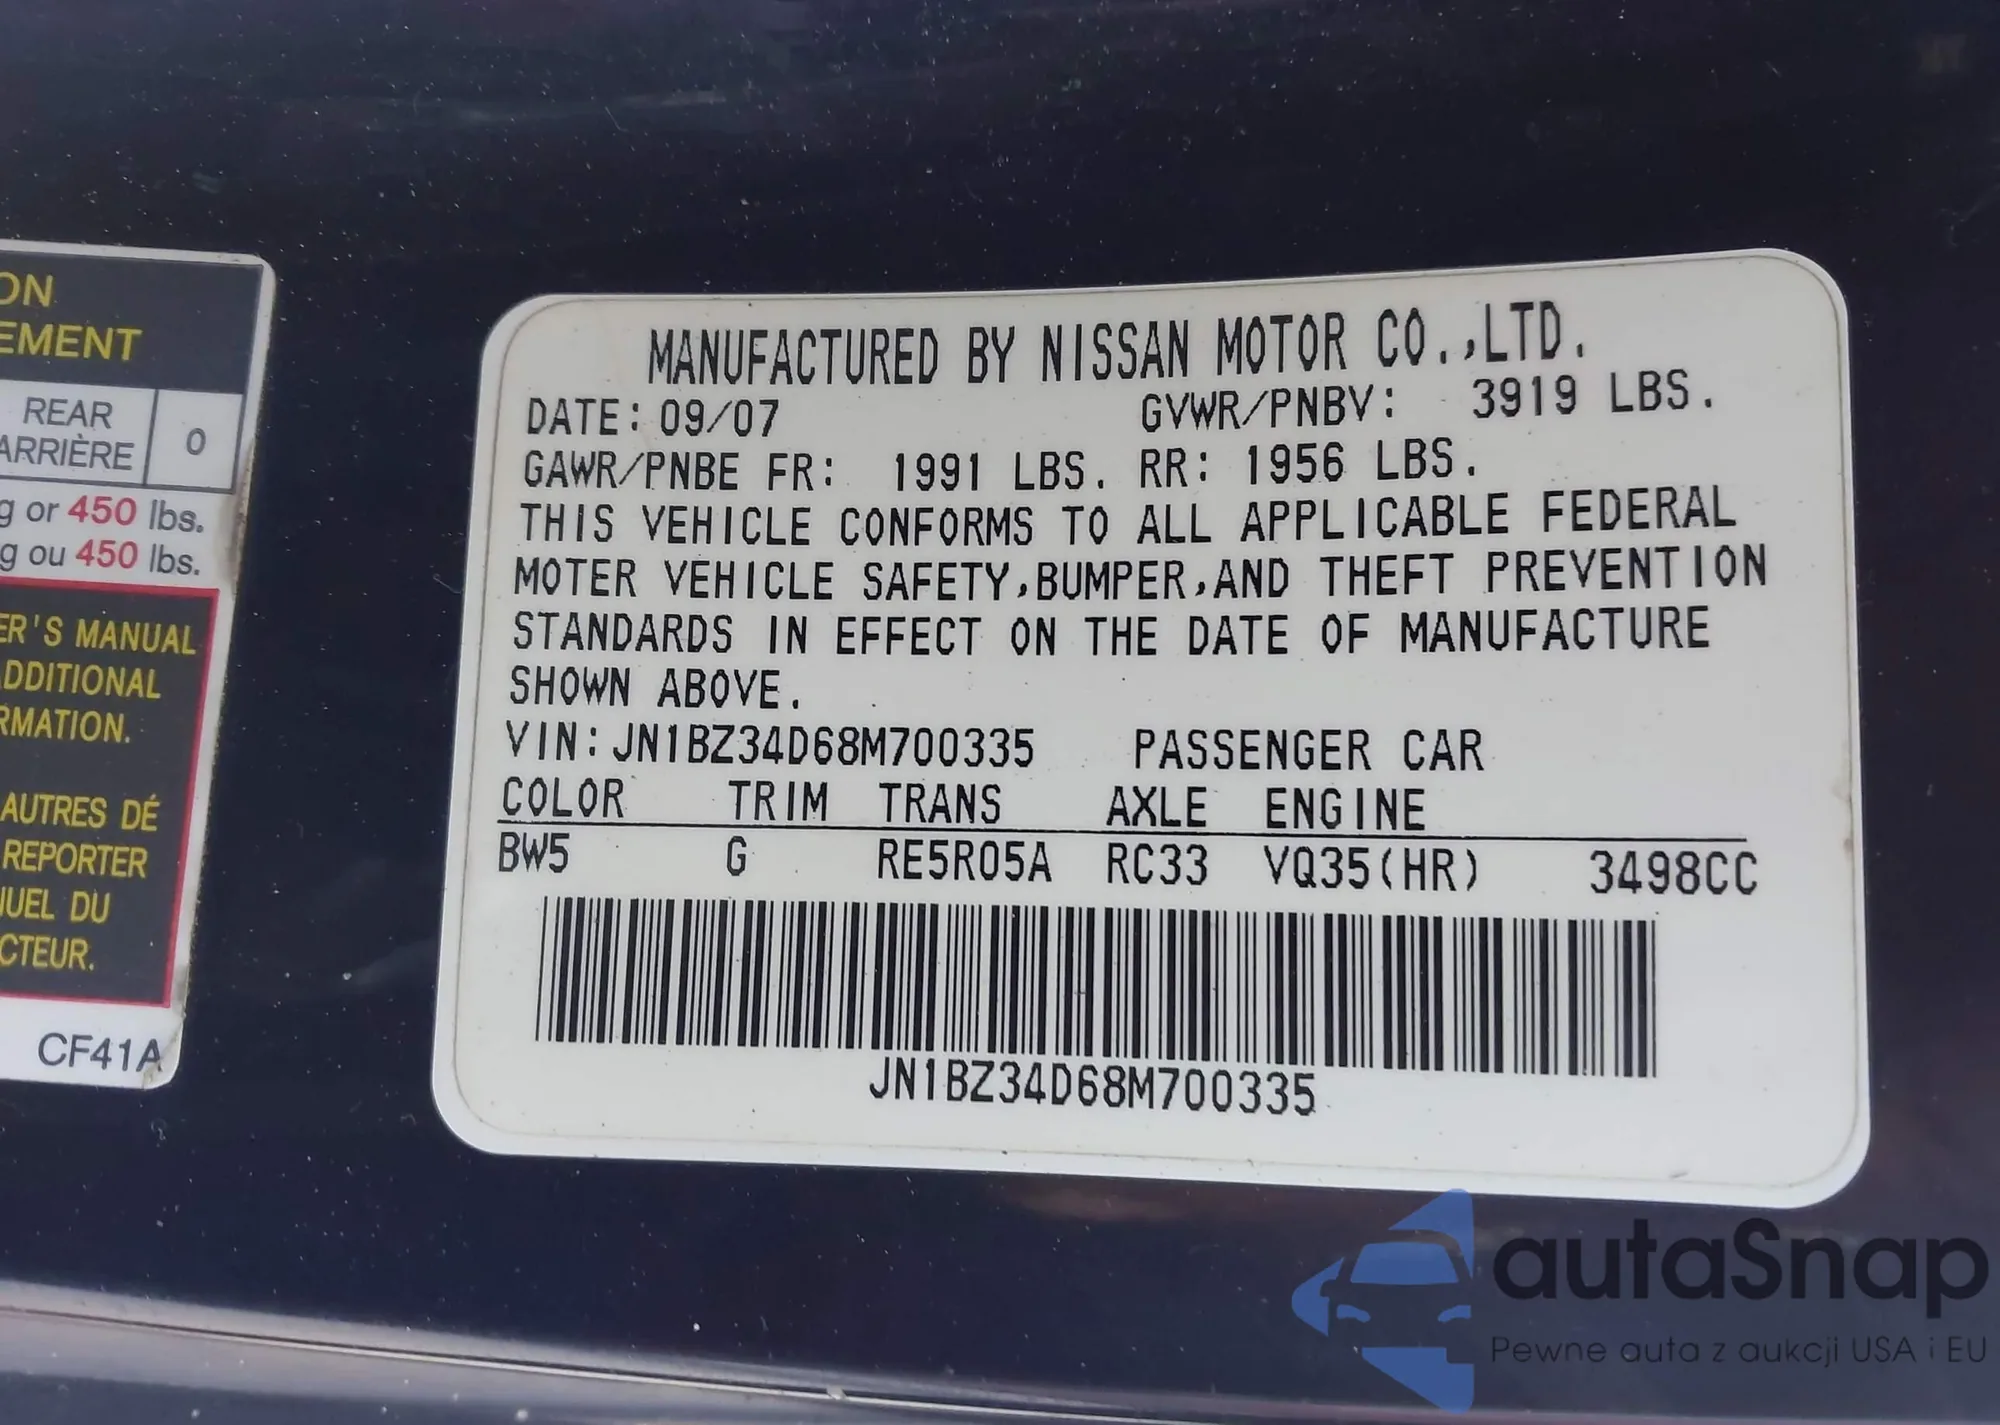 ON
EMENT
REAR
ARRIÈRE
0
g or 450 lbs.
g ou 450 lbs.
ER'S MANUAL
ADDITIONAL
RMATION.
AUTRES DÉ
REPORTER
NUEL DU
CTEUR.
CF41A
MANUFACTURED BY NISSAN MOTOR CO.,LTD.
DATE: 09/07 GVWR/PNBV: 3919 LBS.
GAWR/PNBE FR: 1991 LBS. RR: 1956 LBS.
THIS VEHICLE CONFORMS TO ALL APPLICABLE FEDERAL
MOTER VEHICLE SAFETY,BUMPER,AND THEFT PREVENTION
STANDARDS IN EFFECT ON THE DATE OF MANUFACTURE
SHOWN ABOVE.
VIN: JN1BZ34D68M700335 PASSENGER CAR
COLOR TRIM TRANS AXLE ENGINE
BW5 G RE5R05A RC33 VQ35(HR) 3498CC
JN1BZ34D68M700335
autaSnap
Pewne auta z aukcji USA i EU